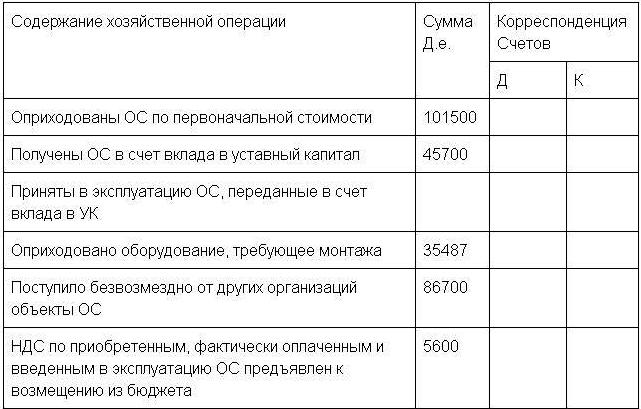 Содержание хозяйственной операции
Сумма
Д.е.
Корреспонденция
Счетов
Д
К
Оприходованы ОС по первоначальной стоимости
101500
Получены ОС в счет вклада в уставный капитал
45700
Приняты в эксплуатацию ОС, переданные в счет
вклада в УК
Оприходовано оборудование, требующее монтажа
35487
Поступило безвозмездно от других организаций
объекты ОС
86700
НДС по приобретенным, фактически оплаченным и
введенным в эксплуатацию ОС предъявлен к
возмещению из бюджета
5600